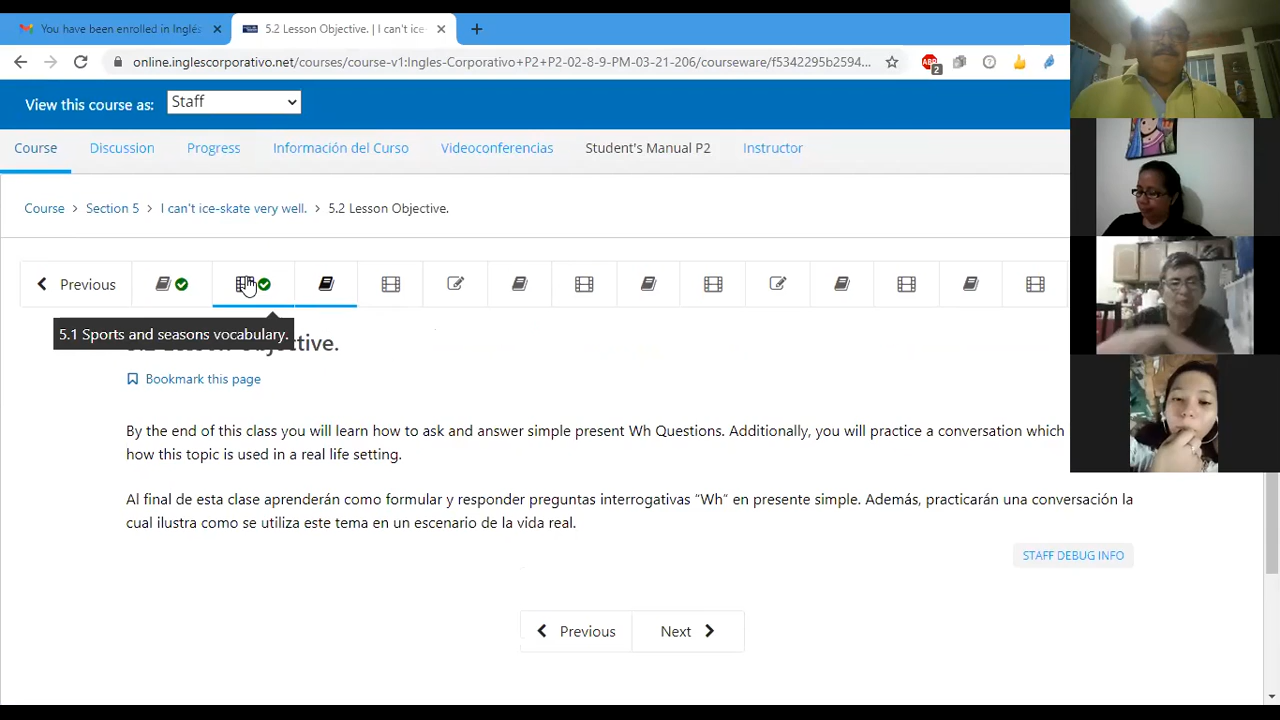 You have been enrolled in Inglés
5.2 Lesson Objective. | I can't ice-
online.inglescorporativo.net/courses/course-v1:Ingles-Corporativo+P2+P2-02-8-9-PM-03-21-206/courseware/f5342295b2594...
ABP
2
View this course as:
Staff
Course
Discussion
Progress
Información del Curso
Videoconferencias
Student's Manual P2
Instructor
Course > Section 5 > I can't ice-skate very well. > 5.2 Lesson Objective.
Previous
5.1 Sports and seasons vocabulary.
Objective.
Bookmark this page
By the end of this class you will learn how to ask and answer simple present Wh Questions. Additionally, you will practice a conversation which
how this topic is used in a real life setting.
Al final de esta clase aprenderán como formular y responder preguntas interrogativas “Wh” en presente simple. Además, practicarán una conversación la
cual ilustra como se utiliza este tema en un escenario de la vida real.
STAFF DEBUG INFO
Previous
Next